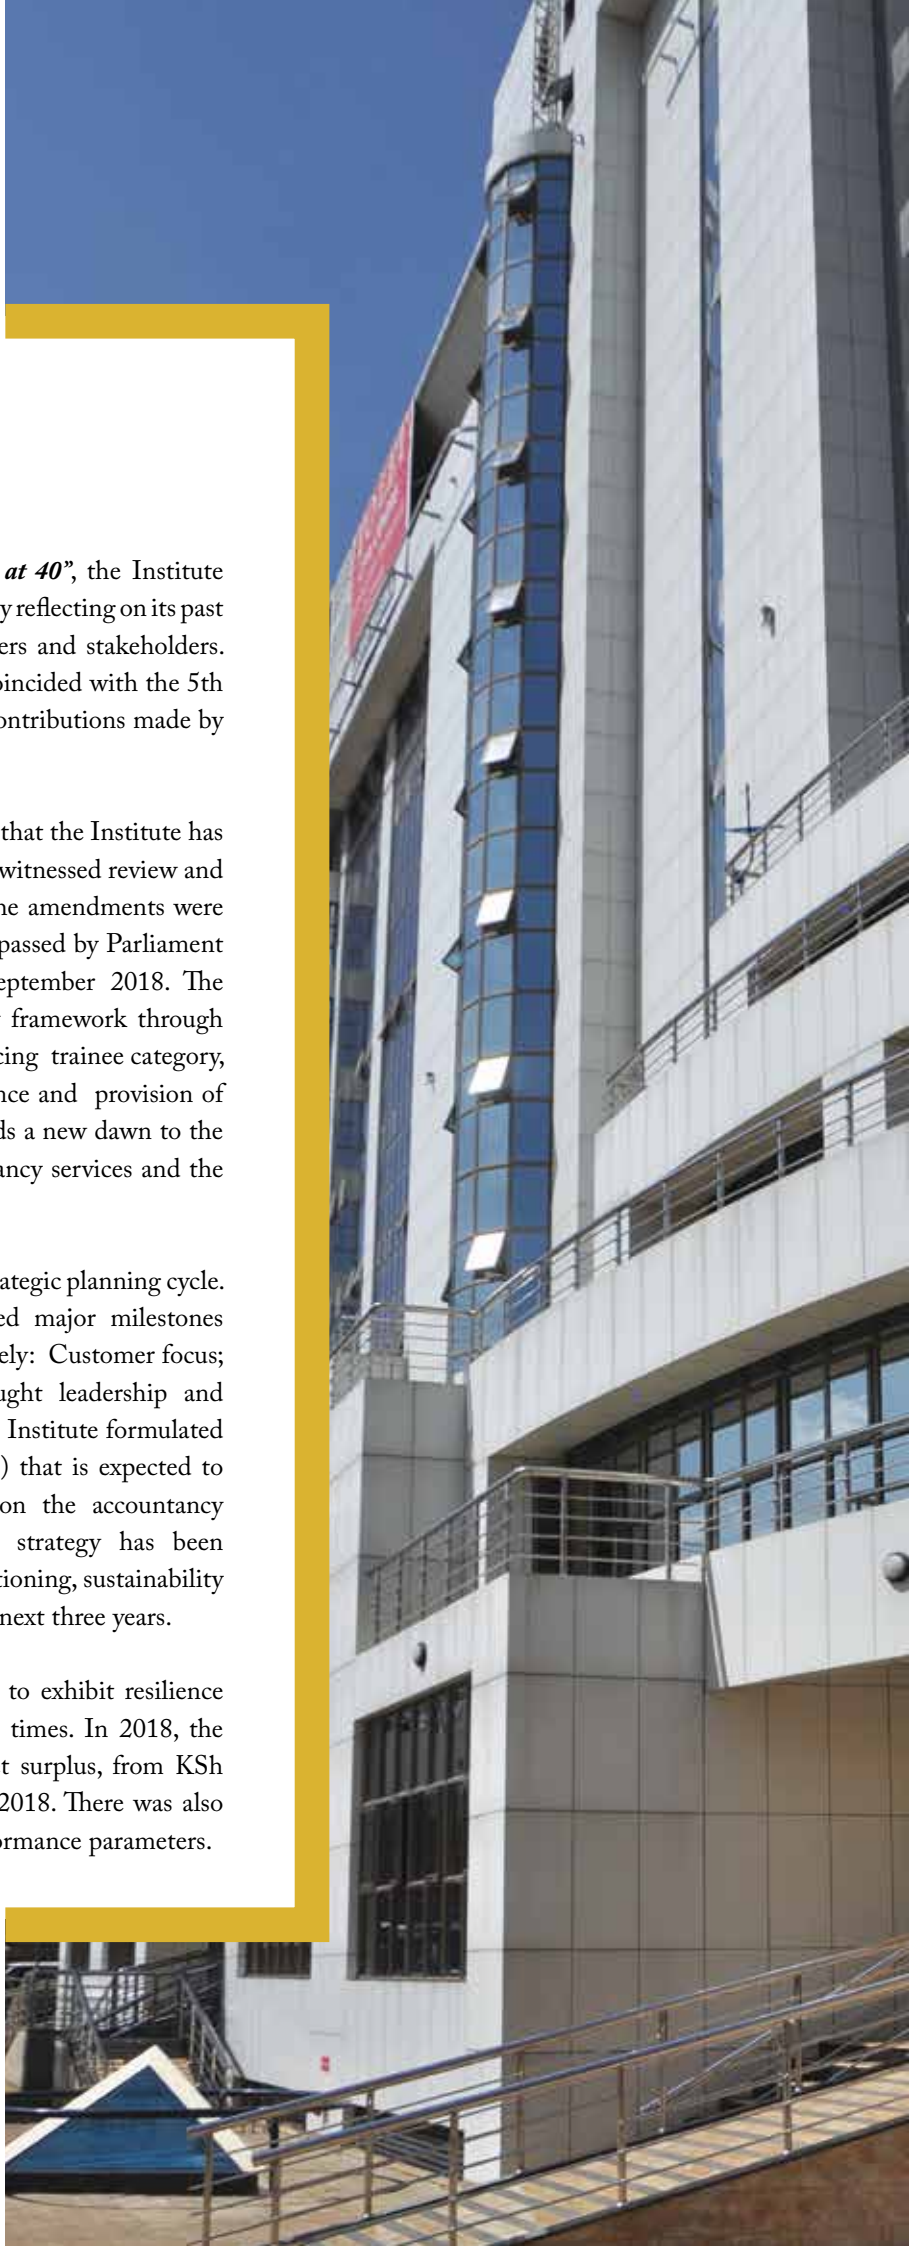 at 40”, the Institute
y reflecting on its past
ers and stakeholders.
oincided with the 5th
ontributions made by
that the Institute has
witnessed review and
he amendments were
passed by Parliament
eptember 2018. The
framework through
cing trainee category,
nce and provision of
ds a new dawn to the
ancy services and the
rategic planning cycle.
ed major milestones
ely: Customer focus;
ught leadership and
Institute formulated
) that is expected to
on the accountancy
strategy has been
tioning, sustainability
next three years.
to exhibit resilience
times. In 2018, the
t surplus, from KSh
2018. There was also
ormance parameters.